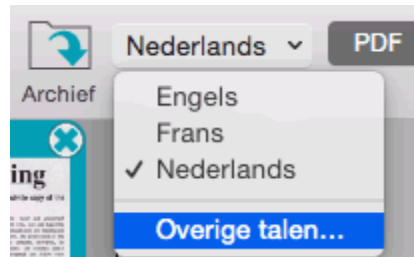 Nederlands
PDF
Archief
Engels
Frans
✓ Nederlands
Overige talen...
ing